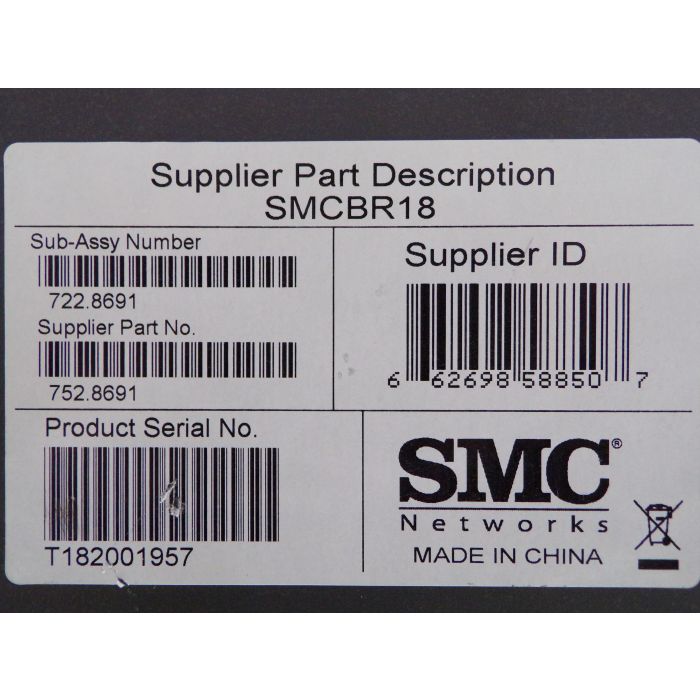 Supplier Part Description
SMCBR18
Sub-Assy Number
722.8691
Supplier Part No.
752.8691
Supplier ID
6 62698 58850 7
Product Serial No.
T182001957
SMC®
Networks
MADE IN CHINA